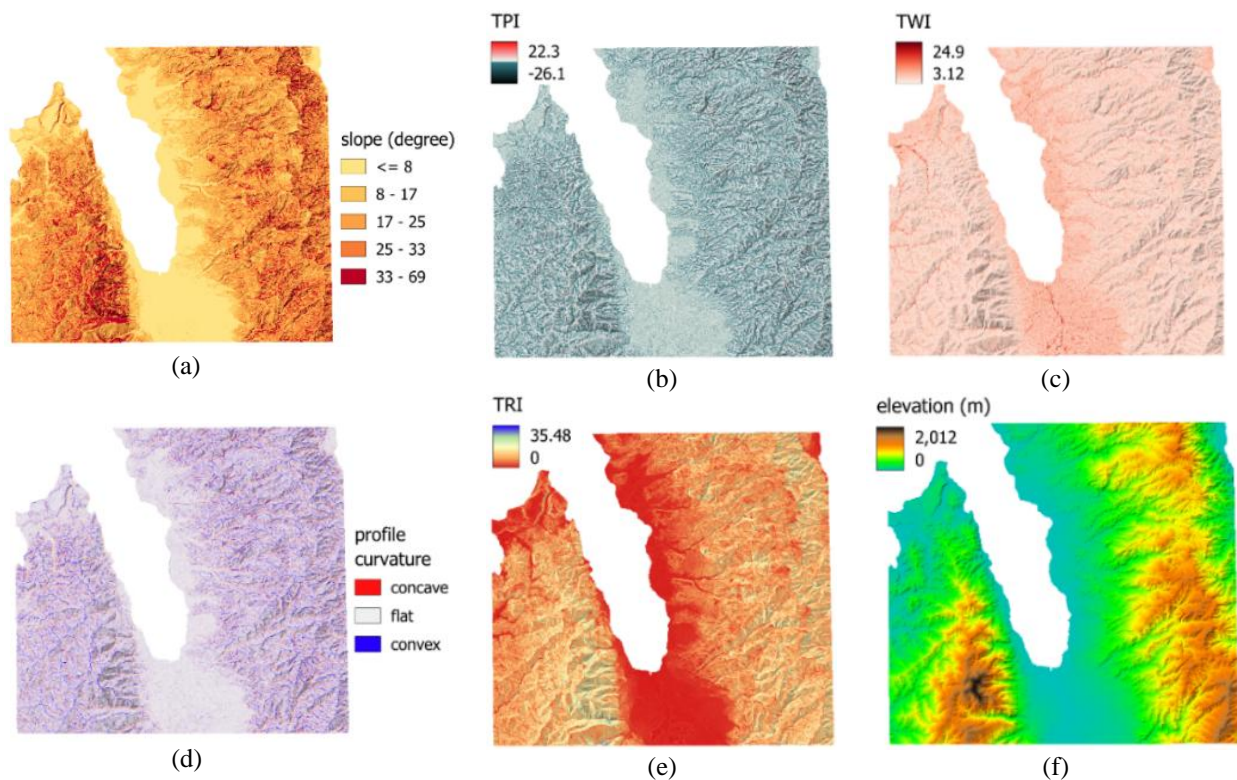 slope (degree)
<= 8
8 - 17
17 - 25
25 - 33
33 - 69
(a)
TPI
22.3
-26.1
(b)
TWI
24.9
3.12
(c)
profile
curvature
concave
flat
convex
(d)
TRI
35.48
0
(e)
elevation (m)
2,012
0
(f)